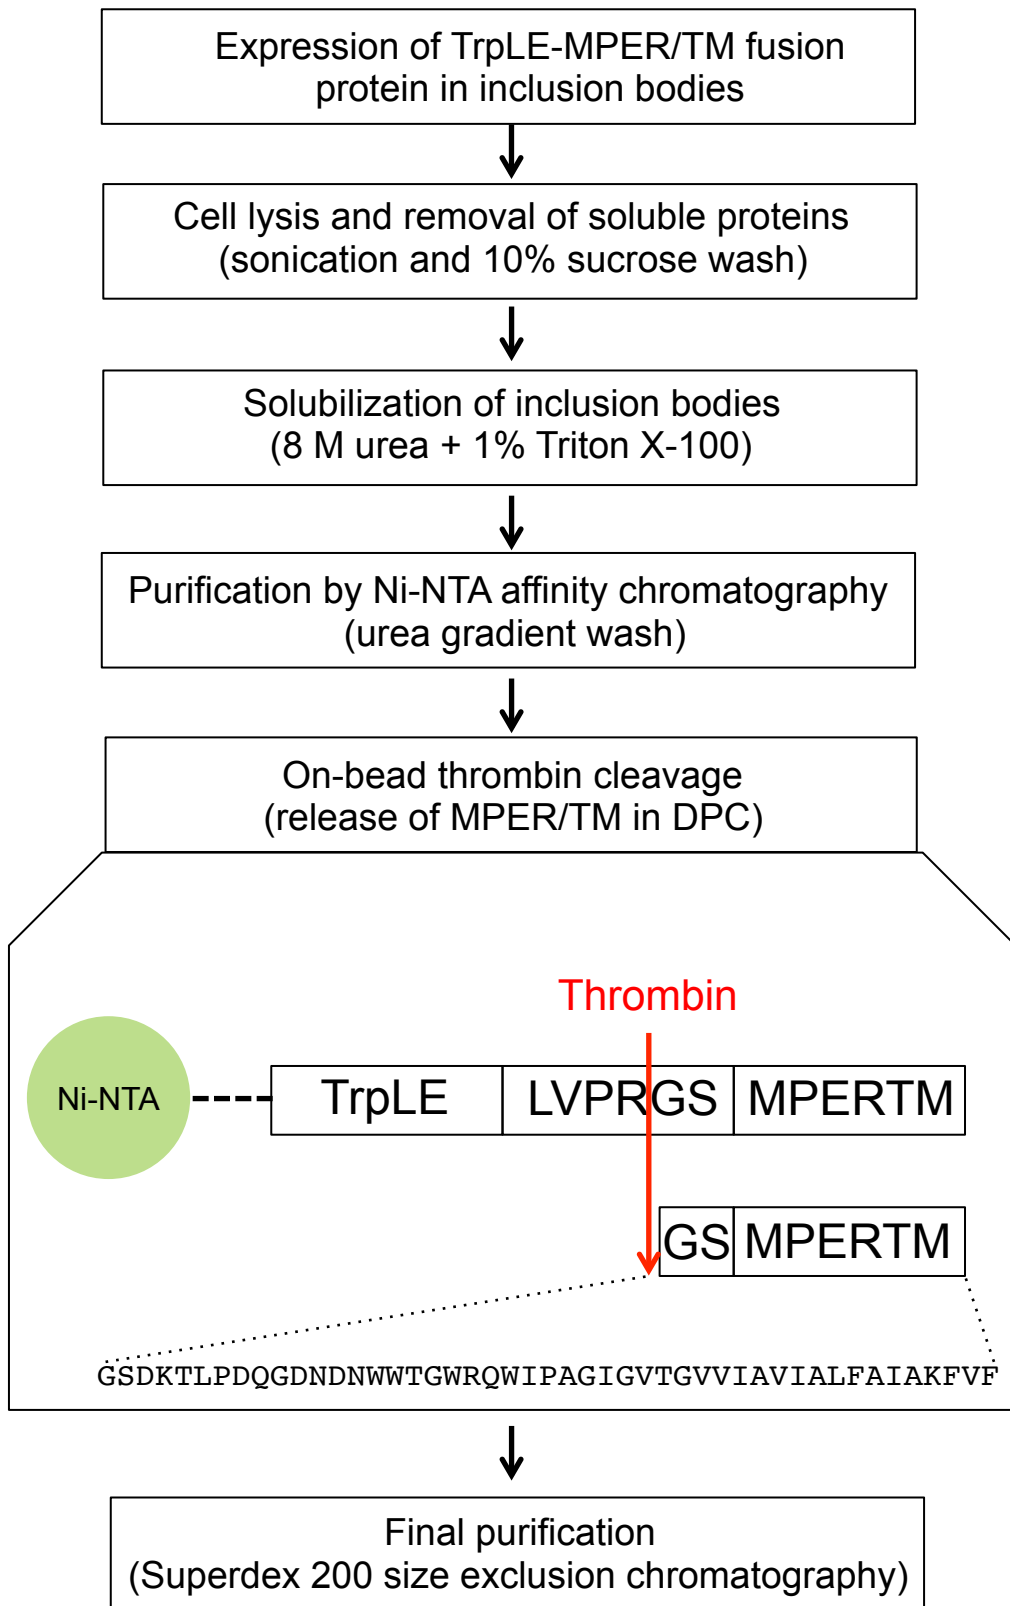 Expression of TrpLE-MPER/TM fusion
protein in inclusion bodies
Cell lysis and removal of soluble proteins
(sonication and 10% sucrose wash)
Solubilization of inclusion bodies
(8 M urea + 1% Triton X-100)
Purification by Ni-NTA affinity chromatography
(urea gradient wash)
On-bead thrombin cleavage
(release of MPER/TM in DPC)
Thrombin
Ni-NTA TrpLE LVPRGS MPERTM
GS MPERTM
GSDKTLPDQGDNDNWWTGWRQWIPAGIGVTGVVIAVIALFAIAKFVF
Final purification
(Superdex 200 size exclusion chromatography)